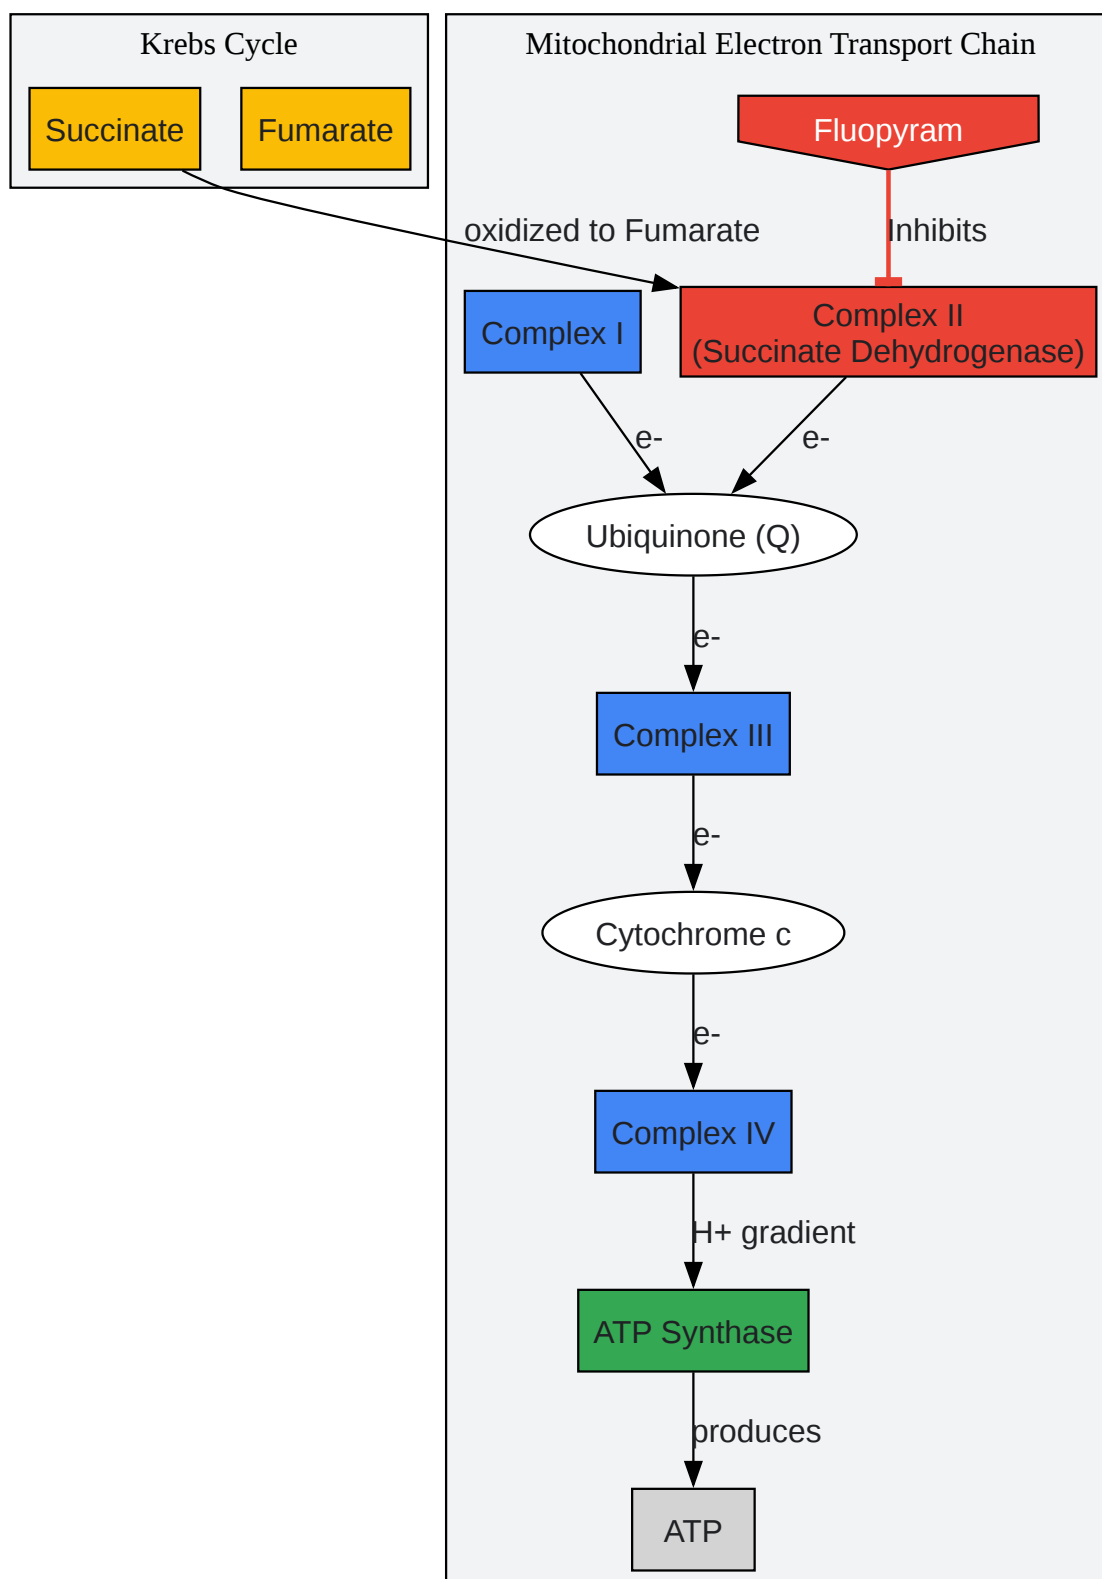 Krebs Cycle
Mitochondrial Electron Transport Chain
Succinate
Fumarate
Fluopyram
oxidized to Fumarate
Inhibits
Complex I
Complex II
(Succinate Dehydrogenase)
e-
e-
Ubiquinone (Q)
e-
Complex III
e-
Cytochrome c
e-
Complex IV
H+ gradient
ATP Synthase
produces
ATP